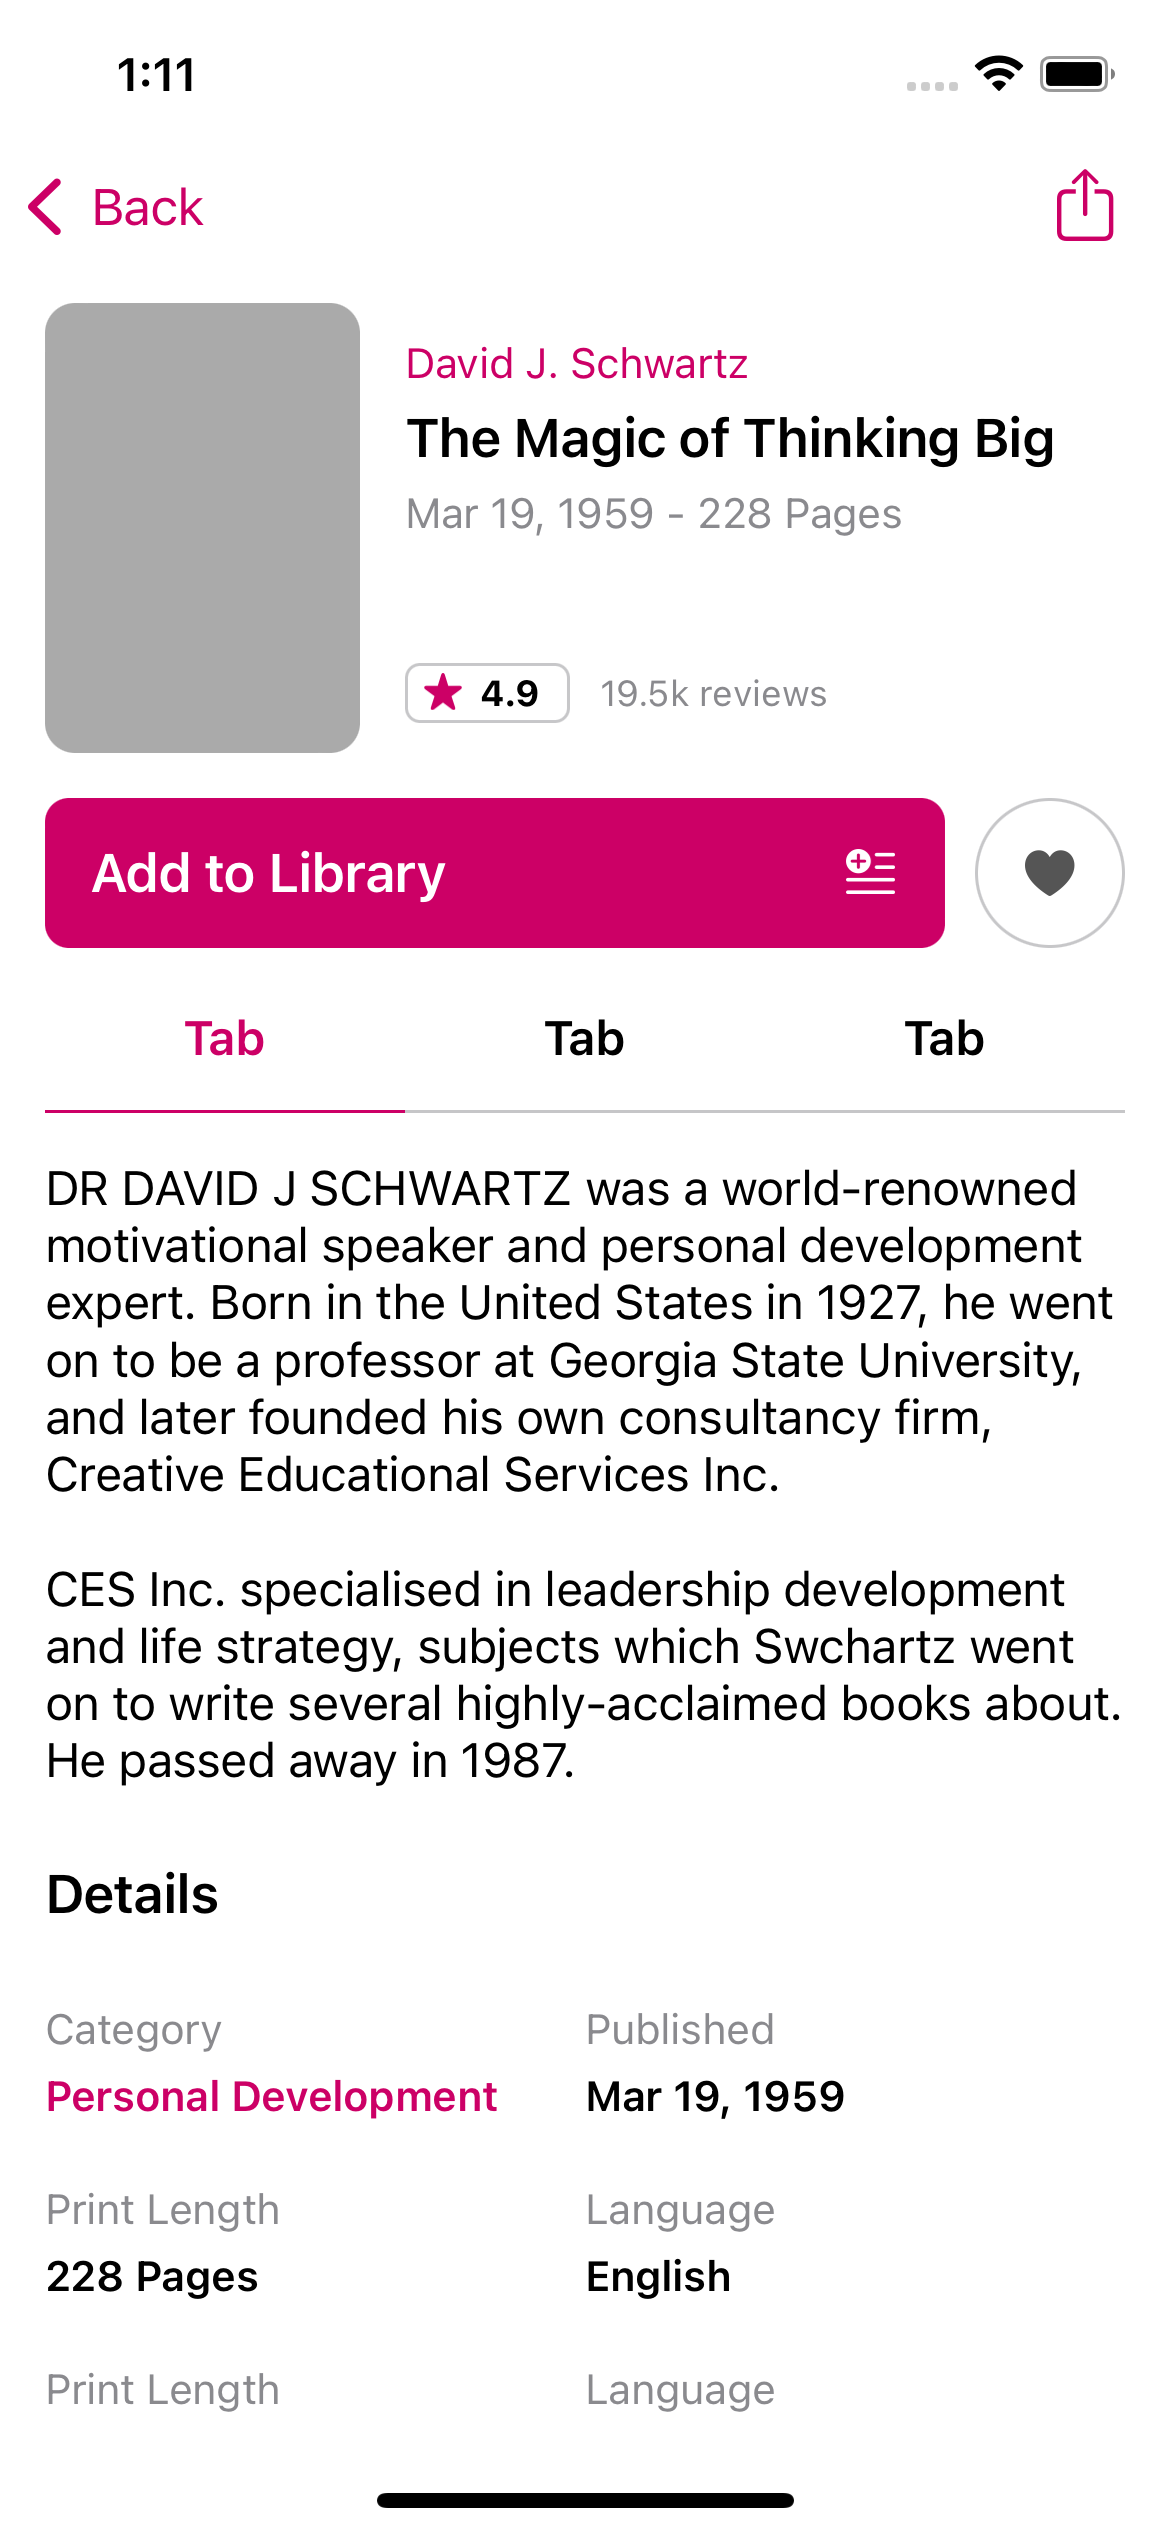 1:11
Back
David J. Schwartz
The Magic of Thinking Big
Mar 19, 1959 - 228 Pages
4.9 19.5k reviews
Add to Library
Tab Tab Tab
DR DAVID J SCHWARTZ was a world-renowned
motivational speaker and personal development
expert. Born in the United States in 1927, he went
on to be a professor at Georgia State University,
and later founded his own consultancy firm,
Creative Educational Services Inc.
CES Inc. specialised in leadership development
and life strategy, subjects which Swchartz went
on to write several highly-acclaimed books about.
He passed away in 1987.
Details
Category Published
Personal Development Mar 19, 1959
Print Length Language
228 Pages English
Print Length Language